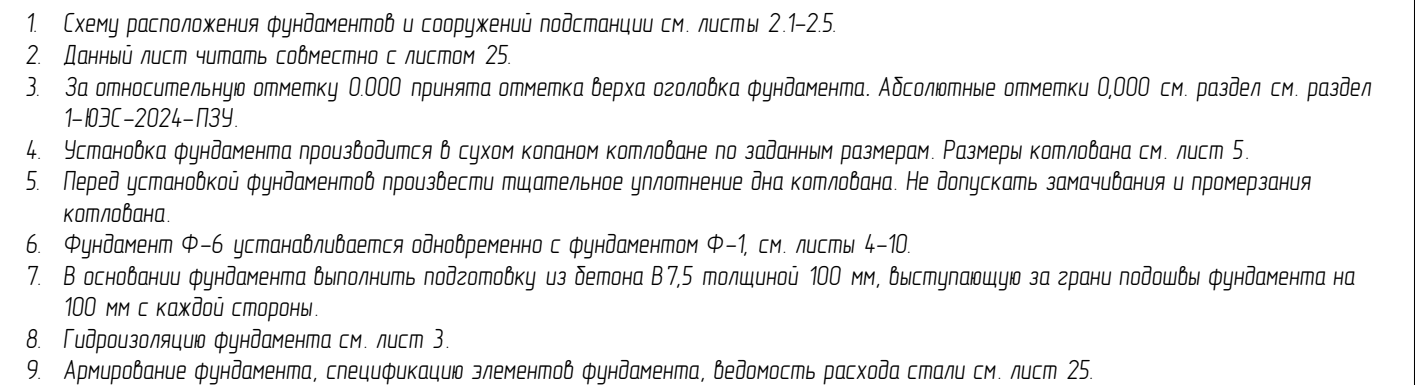 1. Схему расположения фундаментов и сооружений подстанции см. листы 2.1-2.5.
2. Данный лист читать совместно с листом 25.
3. За относительную отметку 0.000 принята отметка верха оголовка фундамента. Абсолютные отметки 0,000 см. раздел см. раздел
1-ЮЭС-2024-ПЗУ.
4. Установка фундамента производится в сухом копаном котловане по заданным размерам. Размеры котлована см. лист 5.
5. Перед установкой фундаментов произвести тщательное уплотнение дна котлована. Не допускать замачивания и промерзания
котлована.
6. Фундамент Ф-6 устанавливается одновременно с фундаментом Ф-1, см. листы 4-10.
7. В основании фундамента выполнить подготовку из бетона В7,5 толщиной 100 мм, выступающую за грани подошвы фундамента на
100 мм с каждой стороны.
8. Гидроизоляцию фундамента см. лист 3.
9. Армирование фундамента, спецификацию элементов фундамента, ведомость расхода стали см. лист 25.